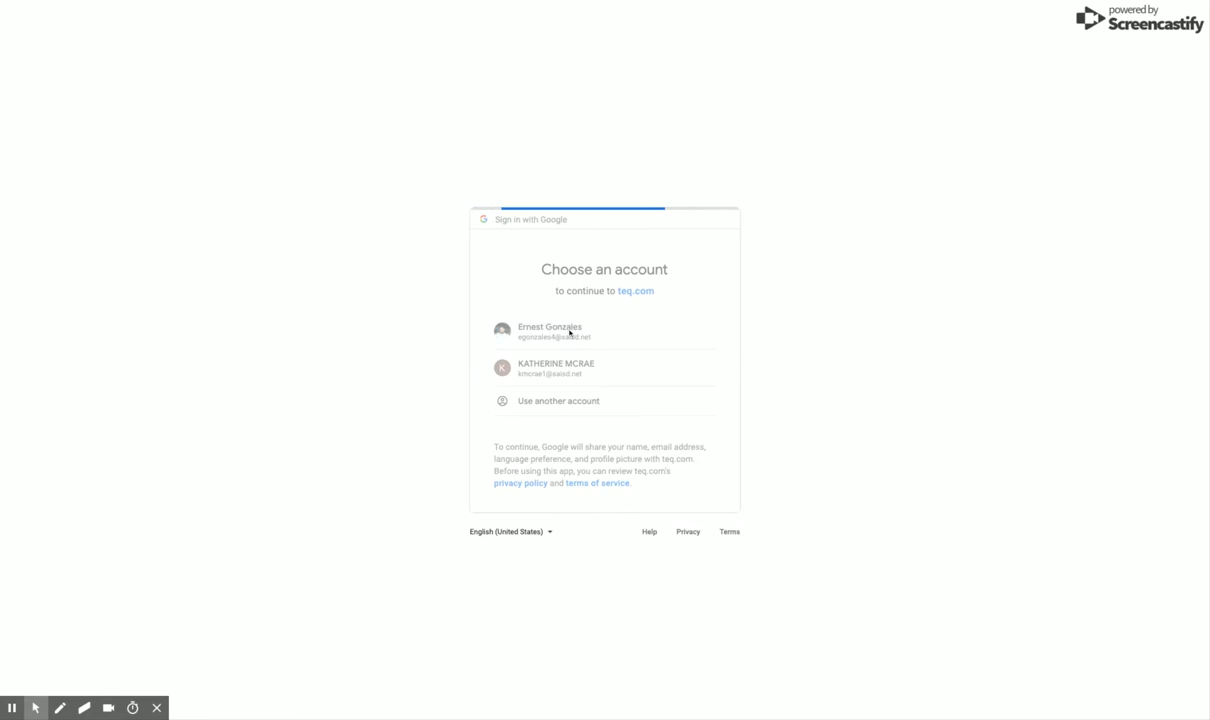 powered by
Screencastify
Sign in with Google
Choose an account
to continue to teq.com
Ernest Gonzales
egonzales4@saisd.net
K
KATHERINE MCRAE
kmcrae1@saisd.net
Use another account
To continue, Google will share your name, email address,
language preference, and profile picture with teq.com.
Before using this app, you can review teq.com's
privacy policy and terms of service.
English (United States)
Help Privacy Terms